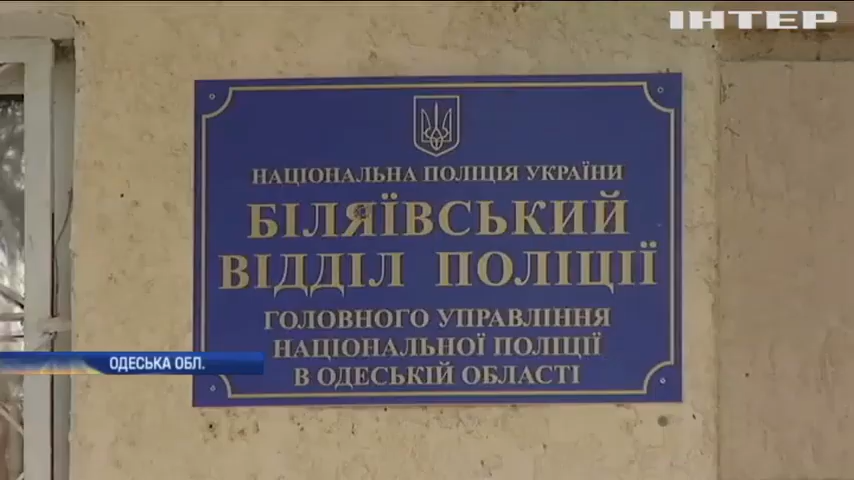 ІНТЕР
НАЦІОНАЛЬНА ПОЛІЦІЯ УКРАЇНИ
БІЛЯЇВСЬКИЙ
ВІДДІЛ ПОЛІЦІЇ
ГОЛОВНОГО УПРАВЛІННЯ
НАЦІОНАЛЬНОЇ ПОЛІЦІЇ
В ОДЕСЬКІЙ ОБЛАСТІ
ОДЕСЬКА ОБЛ.